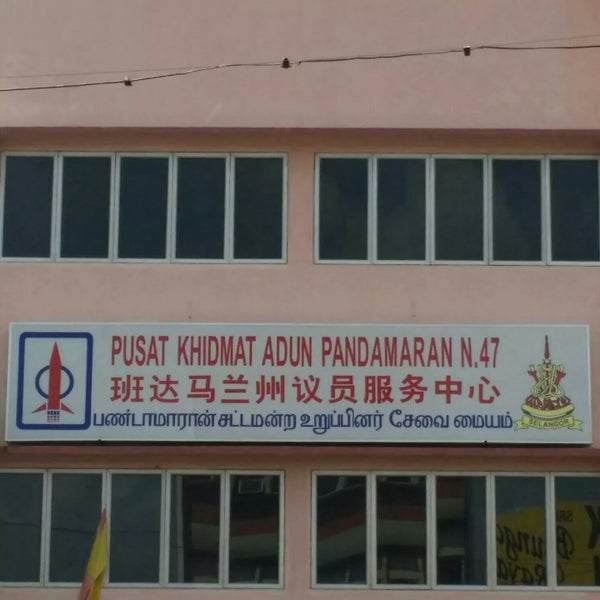 PUSAT KHIDMAT ADUN PANDAMARAN N.47
班达马兰州议员服务中心
பண்டாமாரான் சட்டமன்ற உறுப்பினர் சேவை மையம்
SELANGOR